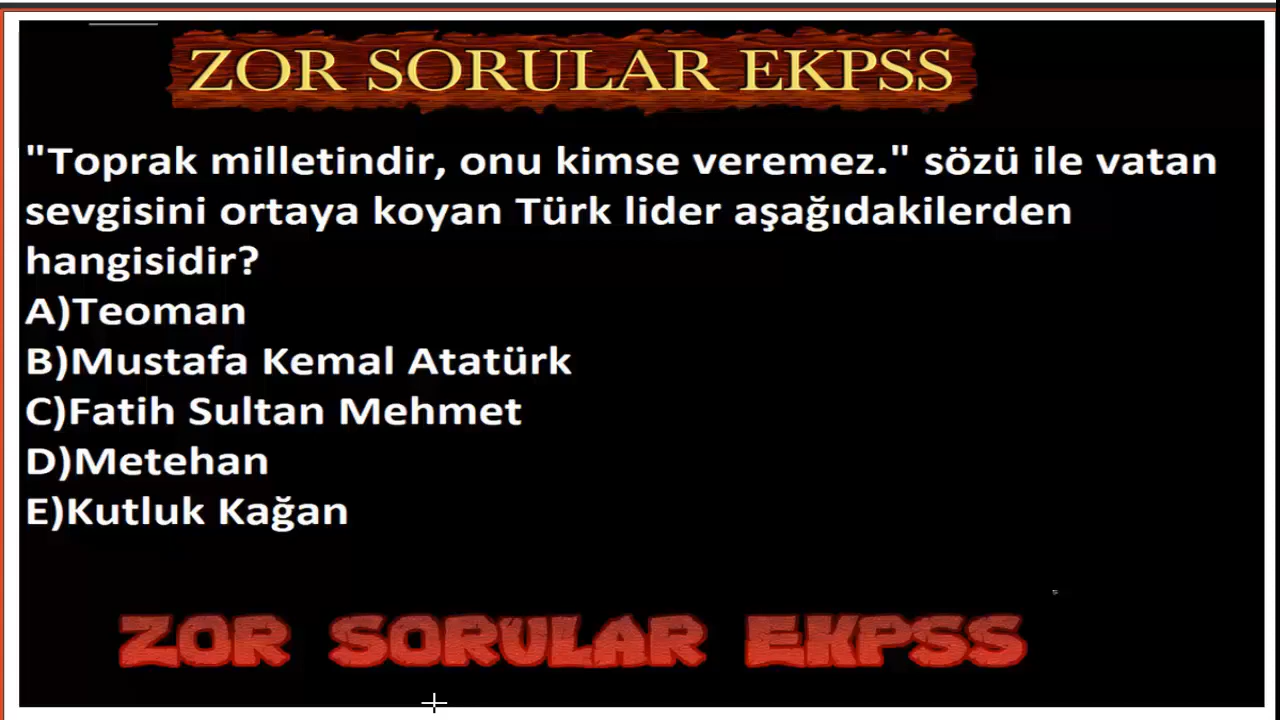 ZOR SORULAR EKPSS
"Toprak milletindir, onu kimse veremez." sözü ile vatan
sevgisini ortaya koyan Türk lider aşağıdakilerden
hangisidir?
A)Teoman
B)Mustafa Kemal Atatürk
C)Fatih Sultan Mehmet
D)Metehan
E)Kutluk Kağan
ZOR SORULAR EKPSS